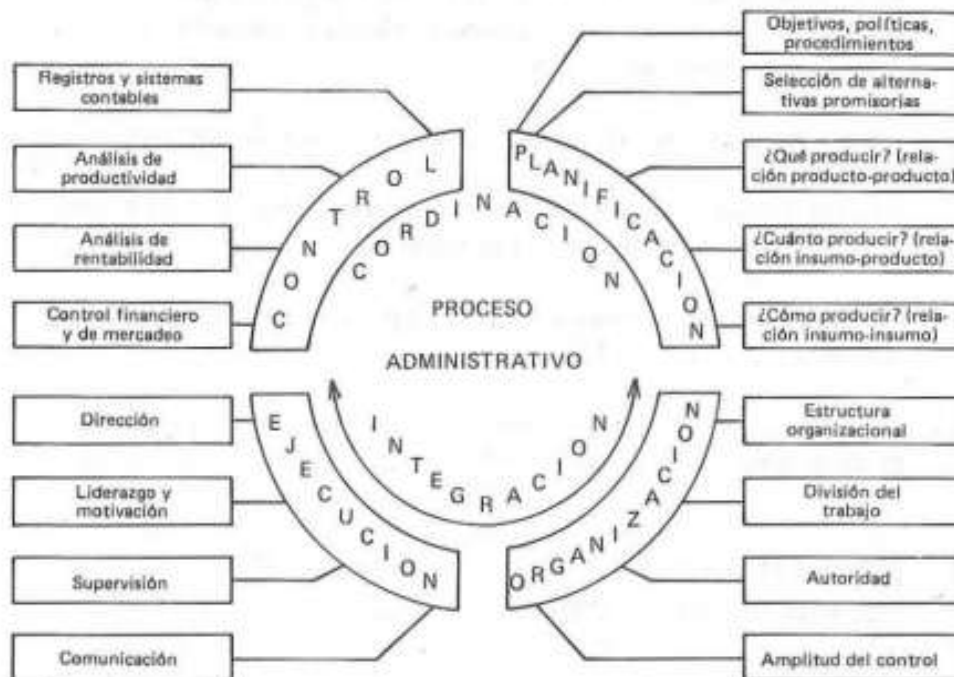 Objetivos, políticas,
procedimientos
Registros y sistemas
contables
Selección de alterna-
tivas promisorias
Análisis de
productividad
¿Qué producir? (rela-
ción producto-producto)
Análisis de
rentabilidad
¿Cuánto producir? (rela-
ción insumo-producto)
Control financiero
y de mercadeo
¿Cómo producir? (rela-
ción insumo-insumo)
CONTROL
PLANIFICACION
CORDINACION
PROCESO
ADMINISTRATIVO
INTEGRACION
EJECUCION
ORGANIZACION
Dirección
Estructura
organizacional
Liderazgo y
motivación
División del
trabajo
Supervisión
Autoridad
Comunicación
Amplitud del control